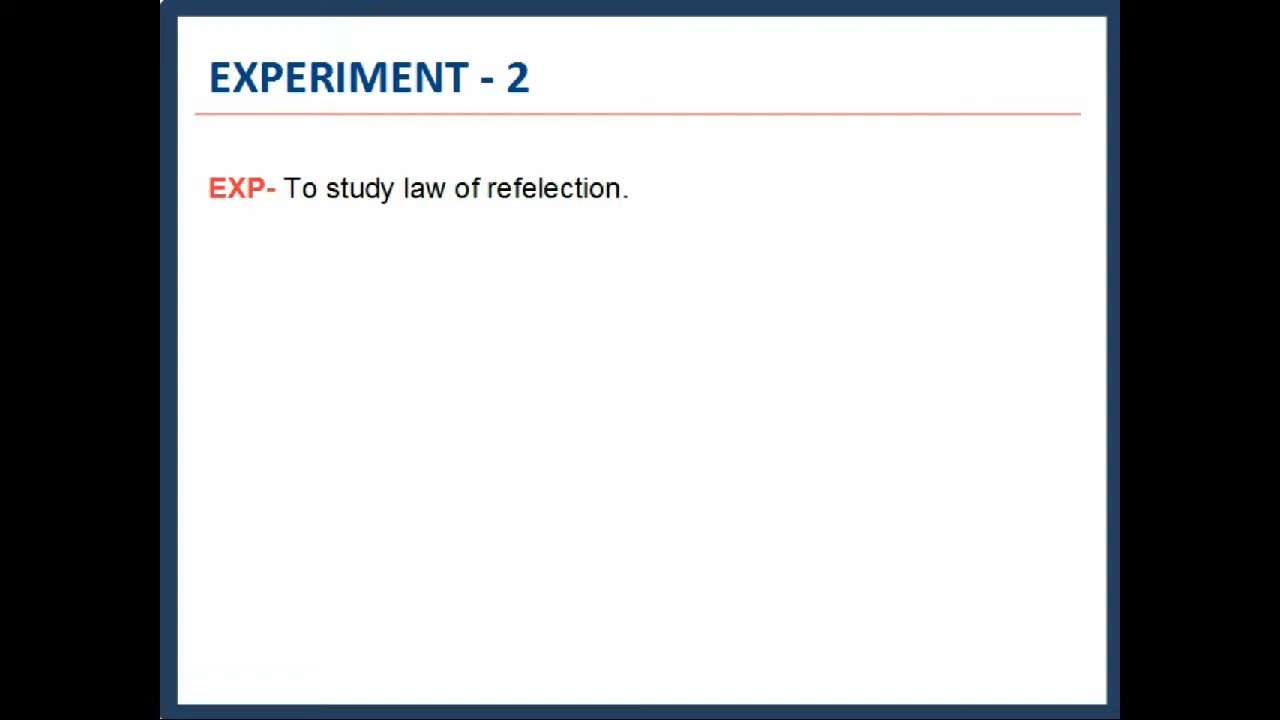 EXPERIMENT - 2
EXP- To study law of refelection.